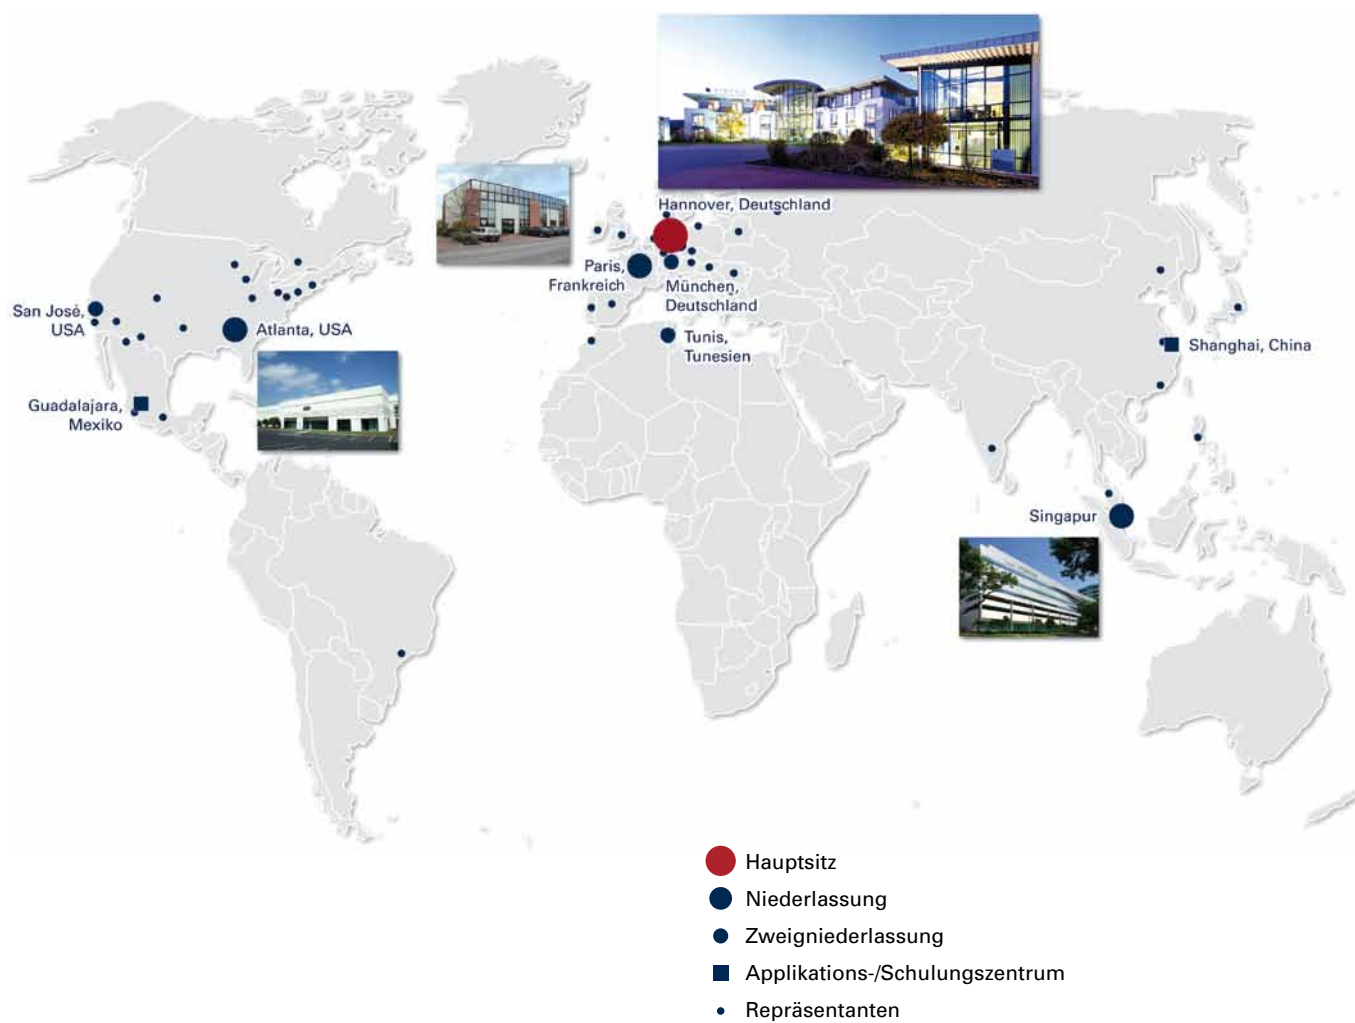 Hannover, Deutschland
Paris,
Frankreich
München,
Deutschland
San José,
USA
Atlanta, USA
Tunis,
Tunesien
Shanghai, China
Guadalajara,
Mexiko
Singapur
Hauptsitz
Niederlassung
Zweigniederlassung
Applikations-/Schulungszentrum
Repräsentanten